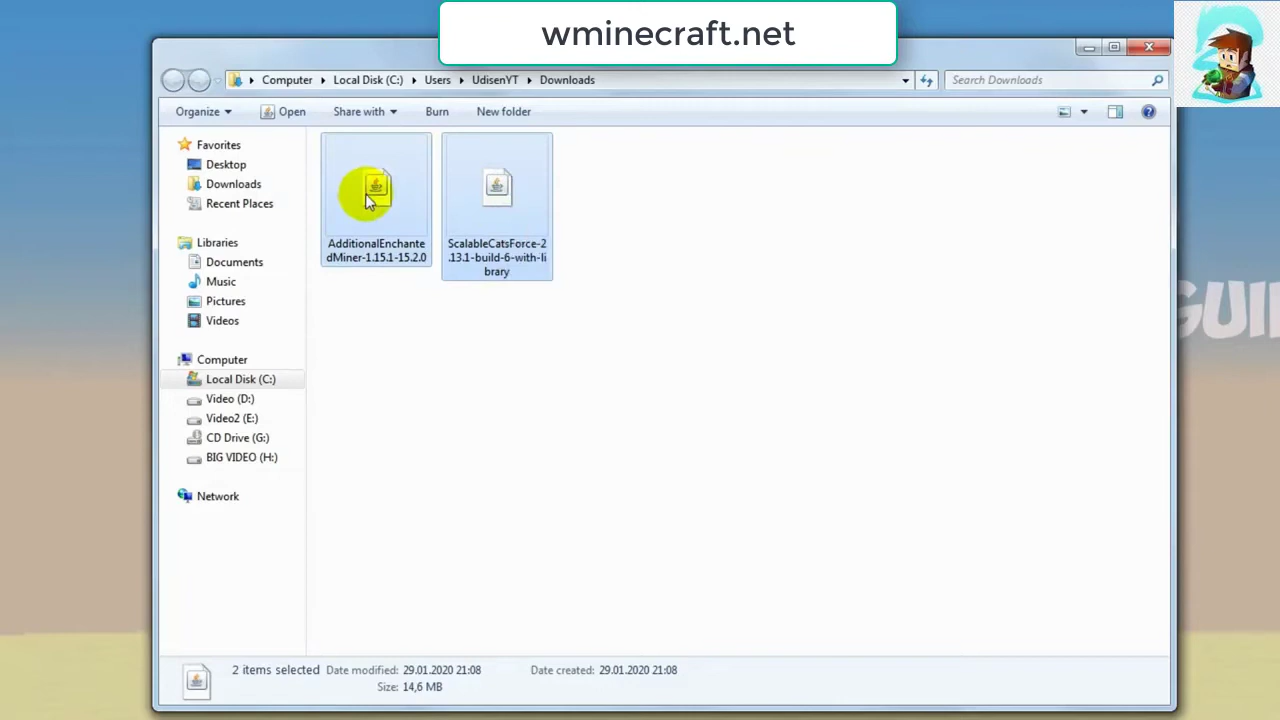 wminecraft.net
Computer Local Disk (C:) Users UdisenYT Downloads
Search Downloads
Organize Open Share with Burn New folder
Favorites
Desktop
Downloads
Recent Places
Libraries
Documents
Music
Pictures
Videos
Computer
Local Disk (C:)
Video (D:)
Video2 (E:)
CD Drive (G:)
BIG VIDEO (H:)
Network
AdditionalEnchante
dMiner-1.15.1-15.2.0
ScalableCatsForce-2
.13.1-build-6-with-li
brary
GUI
2 items selected Date modified: 29.01.2020 21:08 Date created: 29.01.2020 21:08
Size: 14,6 MB